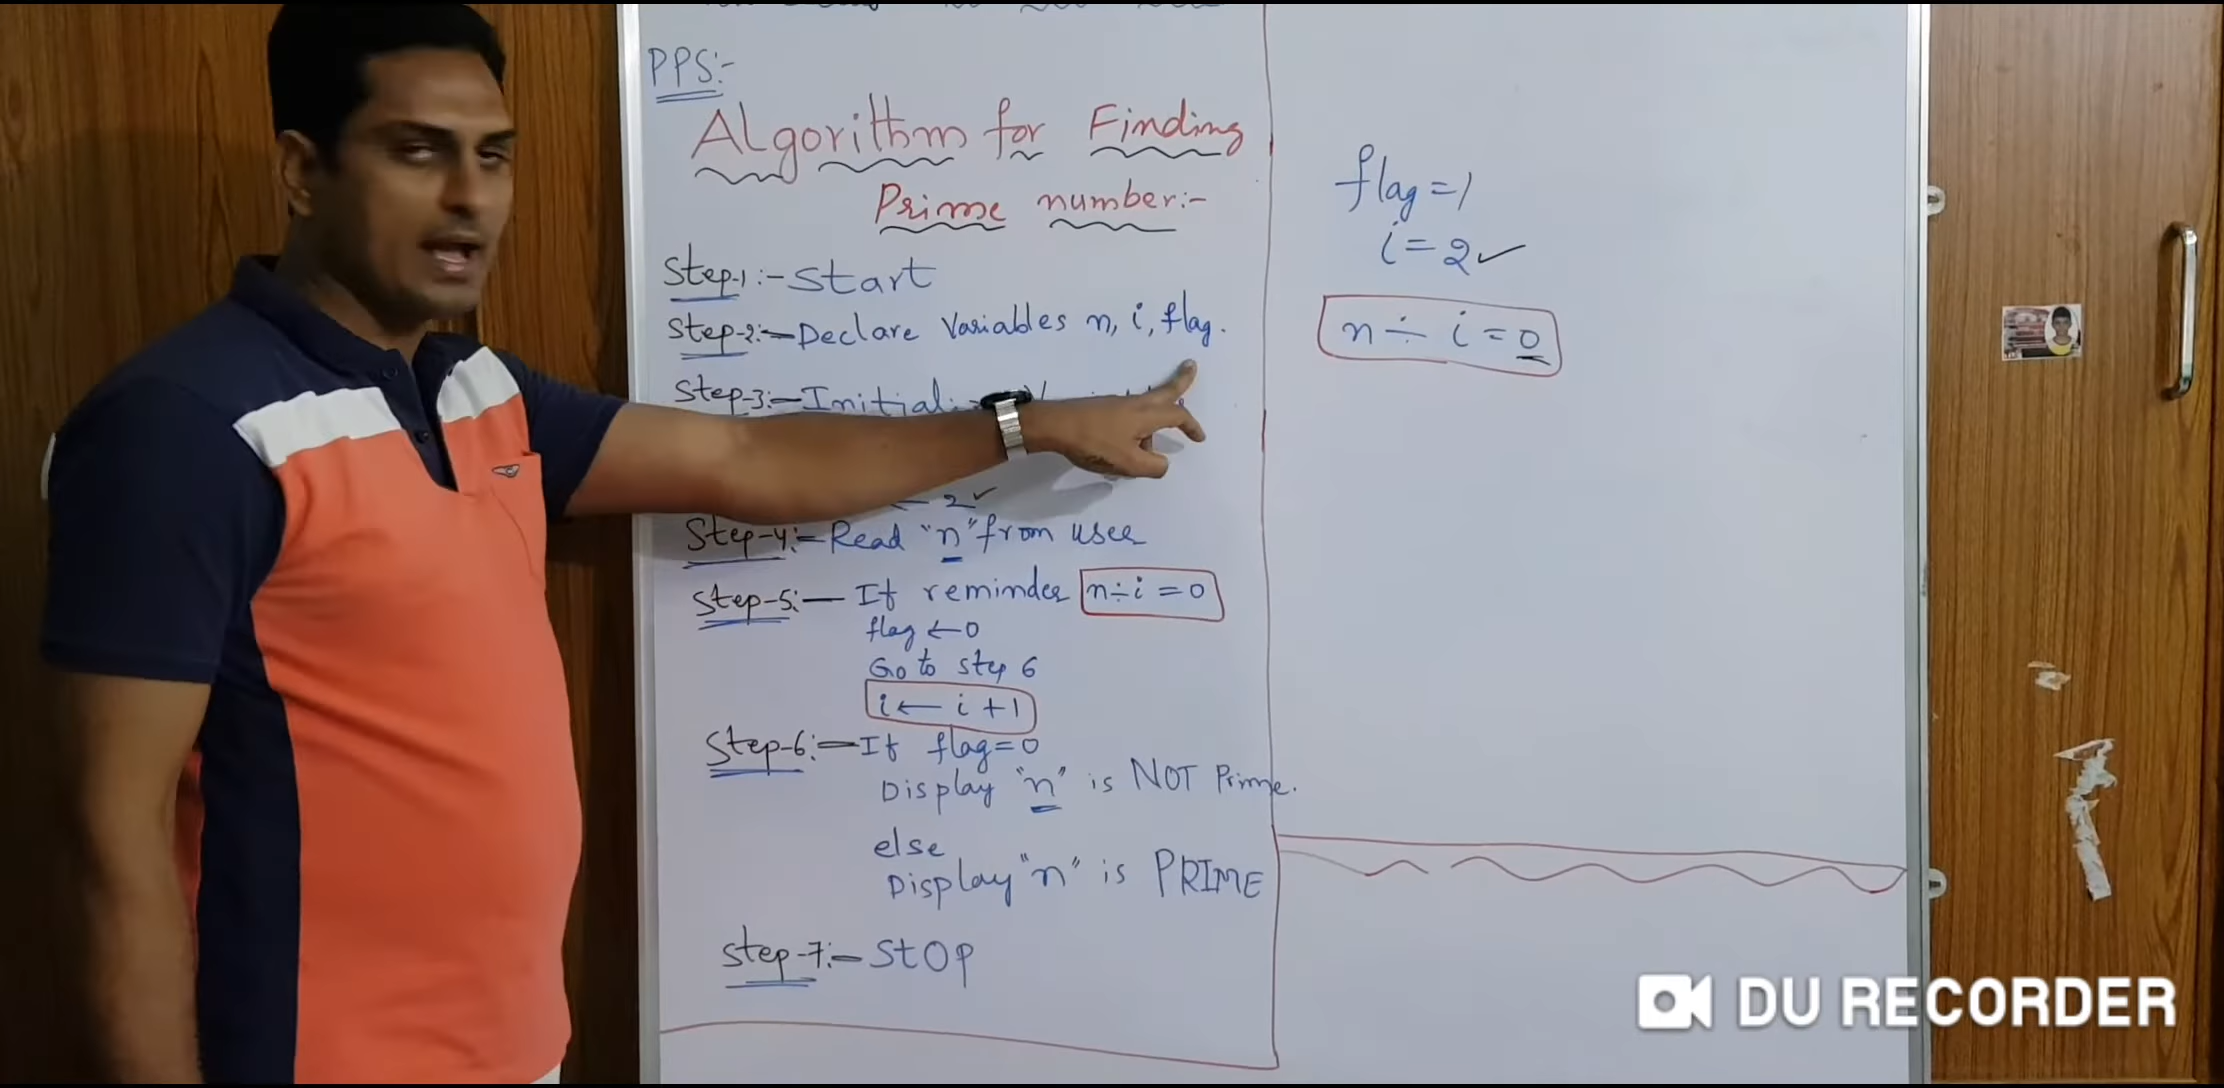 PPS:-
Algorithm for Finding
Prime number:-
Step-1:- Start
Step-2:- Declare Variables n, i, flag.
Step-3:-
← 2 ✓
Step-4:- Read "n" from user
Step-5:- If reminder n÷i = 0
flag ← 0
Go to step 6
i ← i + 1
Step-6:- If flag = 0
Display "n" is NOT Prime.
else
Display "n" is PRIME
Step-7:- StOP
flag = 1
i = 2 ✓
n ÷ i = 0
DU RECORDER